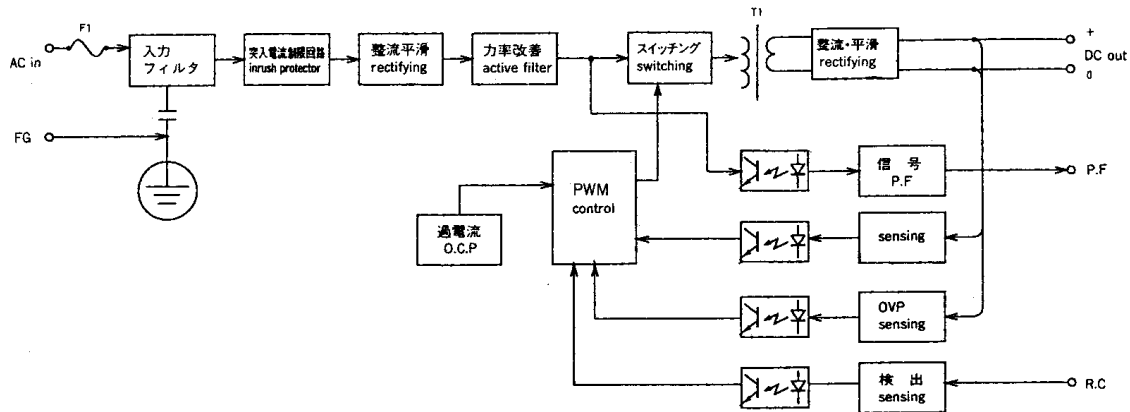 F1
AC in
入力
フィルタ
突入電流制限回路
inrush protector
整流平滑
rectifying
力率改善
active filter
スイッチング
switching
T1
整流・平滑
rectifying
+
DC out
FG
PWM
control
信 号
P.F
P.F
過電流
O.C.P
sensing
OVP
sensing
検 出
sensing
R.C